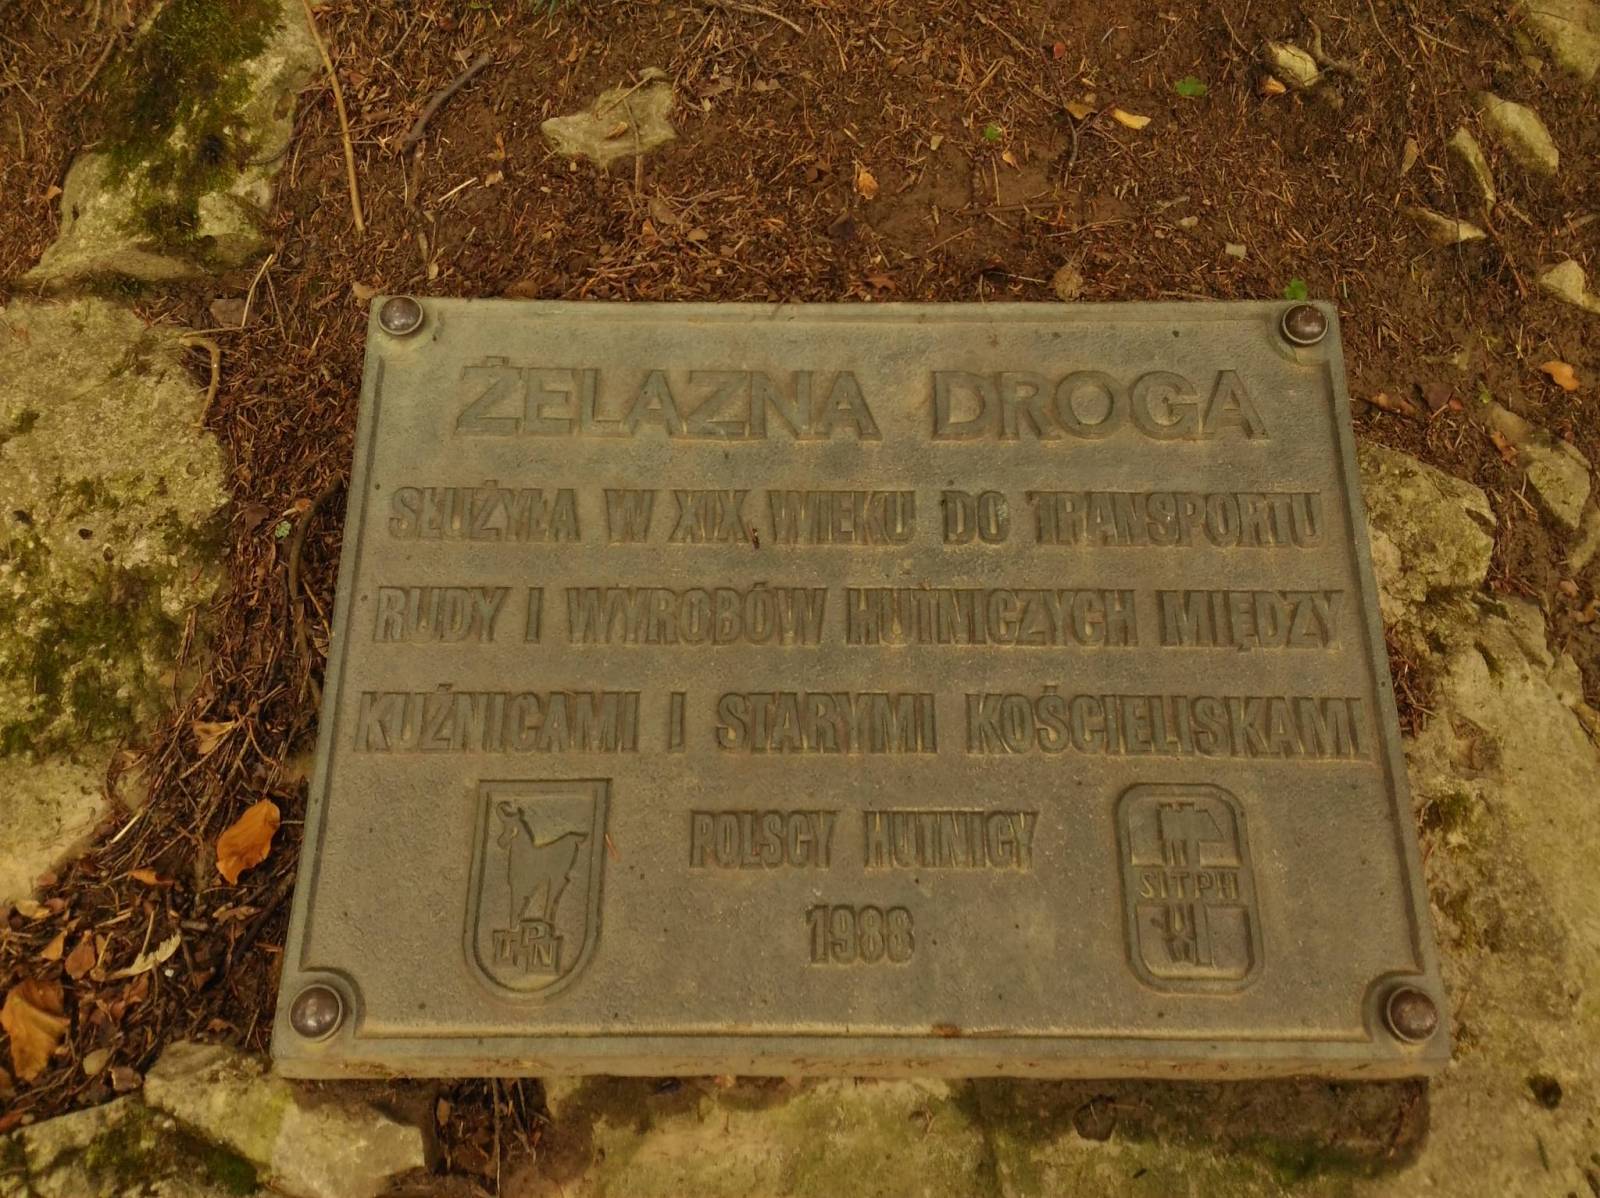 ŻELAZNA DROGA
SŁUŻYŁA W XIX WIEKU DO TRANSPORTU
RUDY I WYROBÓW HUTNICZYCH MIĘDZY
KUŹNICAMI I STARYMI KOŚCIELISKAMI
POLSCY HUTNICY
1988
TPN
SITPH